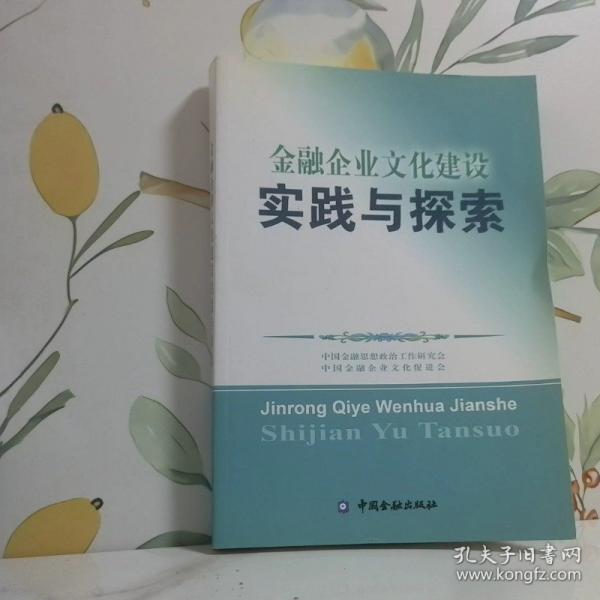 金融企业文化建设
实践与探索
中国金融思想政治工作研究会
中国金融企业文化促进会
Jinrong Qiye Wenhua Jianshe
Shijian Yu Tansuo
中国金融出版社
孔夫子旧书网
www.kongfz.com